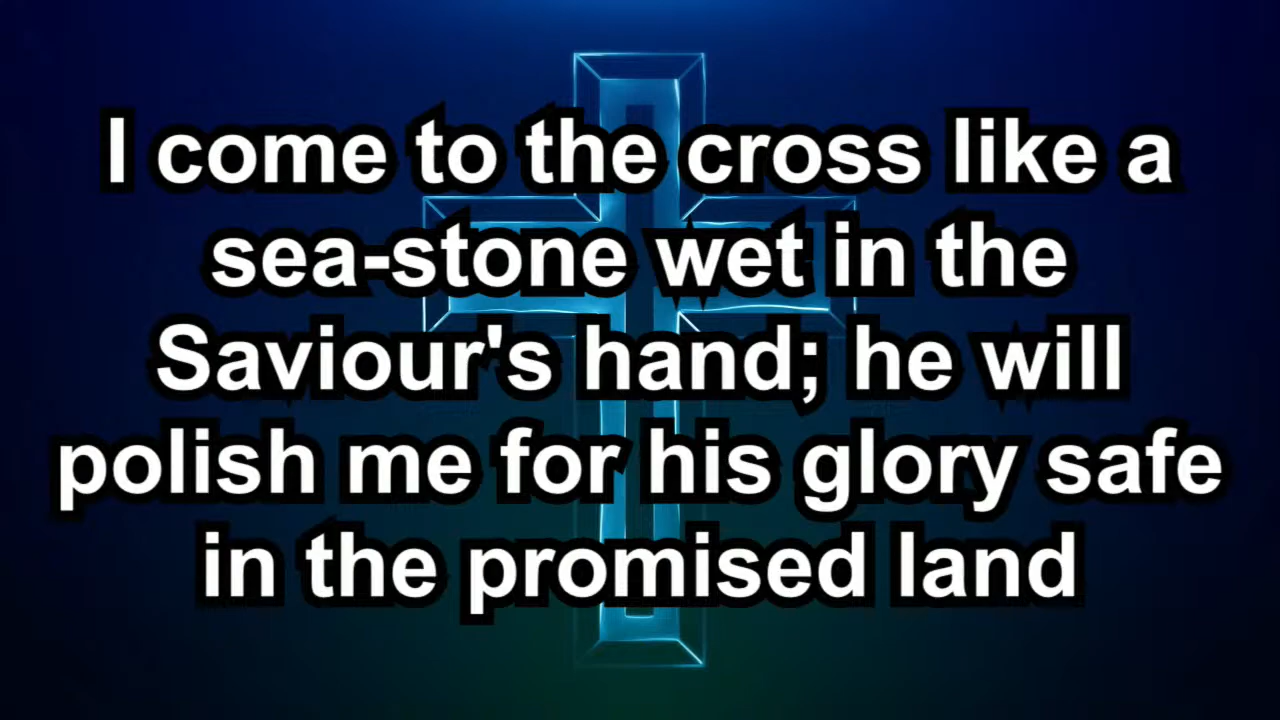 I come to the cross like a
sea-stone wet in the
Saviour's hand; he will
polish me for his glory safe
in the promised land